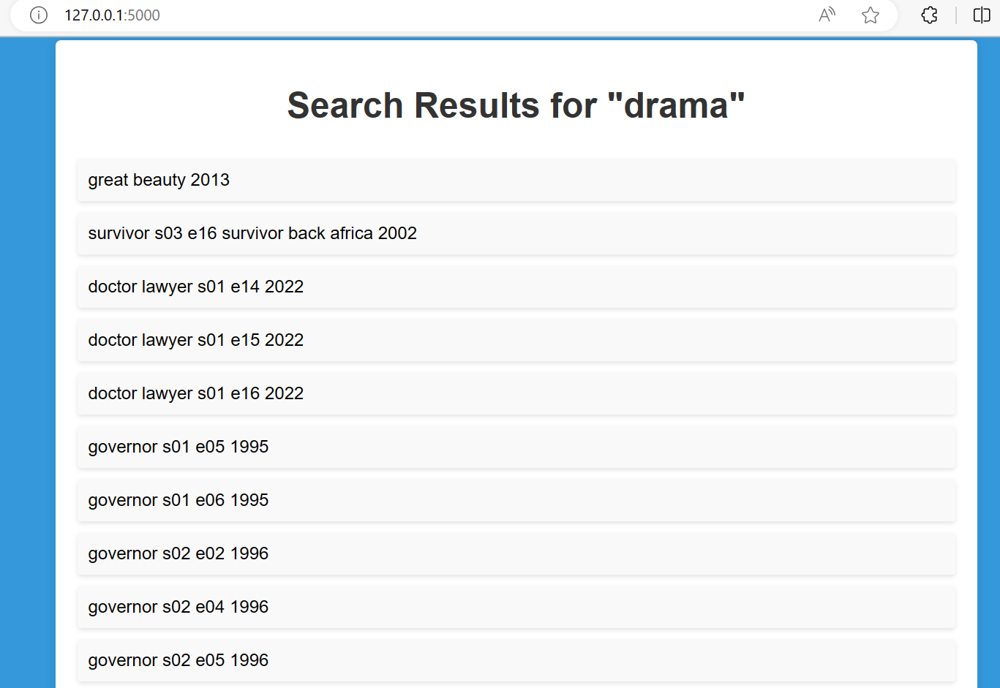 127.0.0.1:5000
Search Results for "drama"
great beauty 2013
survivor s03 e16 survivor back africa 2002
doctor lawyer s01 e14 2022
doctor lawyer s01 e15 2022
doctor lawyer s01 e16 2022
governor s01 e05 1995
governor s01 e06 1995
governor s02 e02 1996
governor s02 e04 1996
governor s02 e05 1996